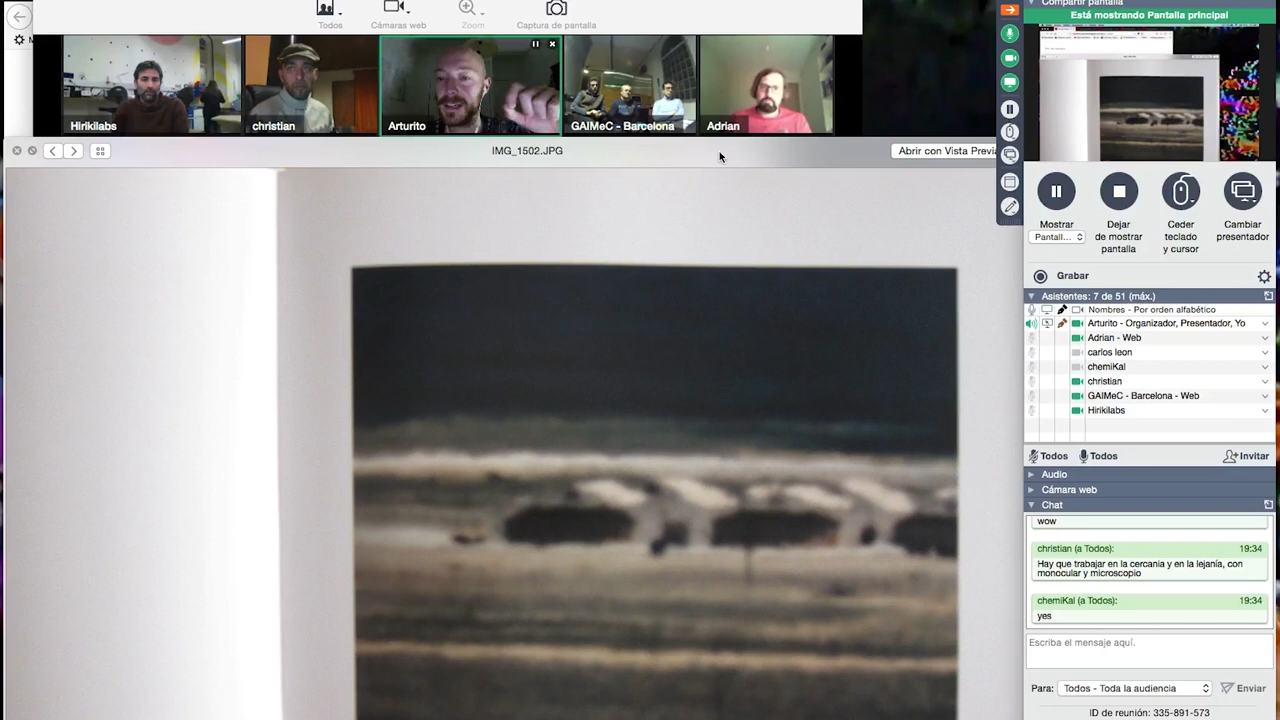 Todos
Cámaras web
Zoom
Captura de pantalla
Hirikilabs
christian
Arturito
GAIMeC - Barcelona
Adrian
IMG_1502.JPG
Abrir con Vista Previa
Compartir pantalla
Está mostrando Pantalla principal
Mostrar
Pantall...
Dejar
de mostrar
pantalla
Ceder
teclado
y cursor
Cambiar
presentador
Grabar
Asistentes: 7 de 51 (máx.)
Nombres - Por orden alfabético
Arturito - Organizador, Presentador, Yo
Adrian - Web
carlos leon
chemiKal
christian
GAIMeC - Barcelona - Web
Hirikilabs
Todos
Todos
Invitar
Audio
Cámara web
Chat
wow
christian (a Todos): 19:34
Hay que trabajar en la cercania y en la lejanía, con
monocular y microscopio
chemiKal (a Todos): 19:34
yes
Escriba el mensaje aquí.
Para: Todos - Toda la audiencia
Enviar
ID de reunión: 335-891-573